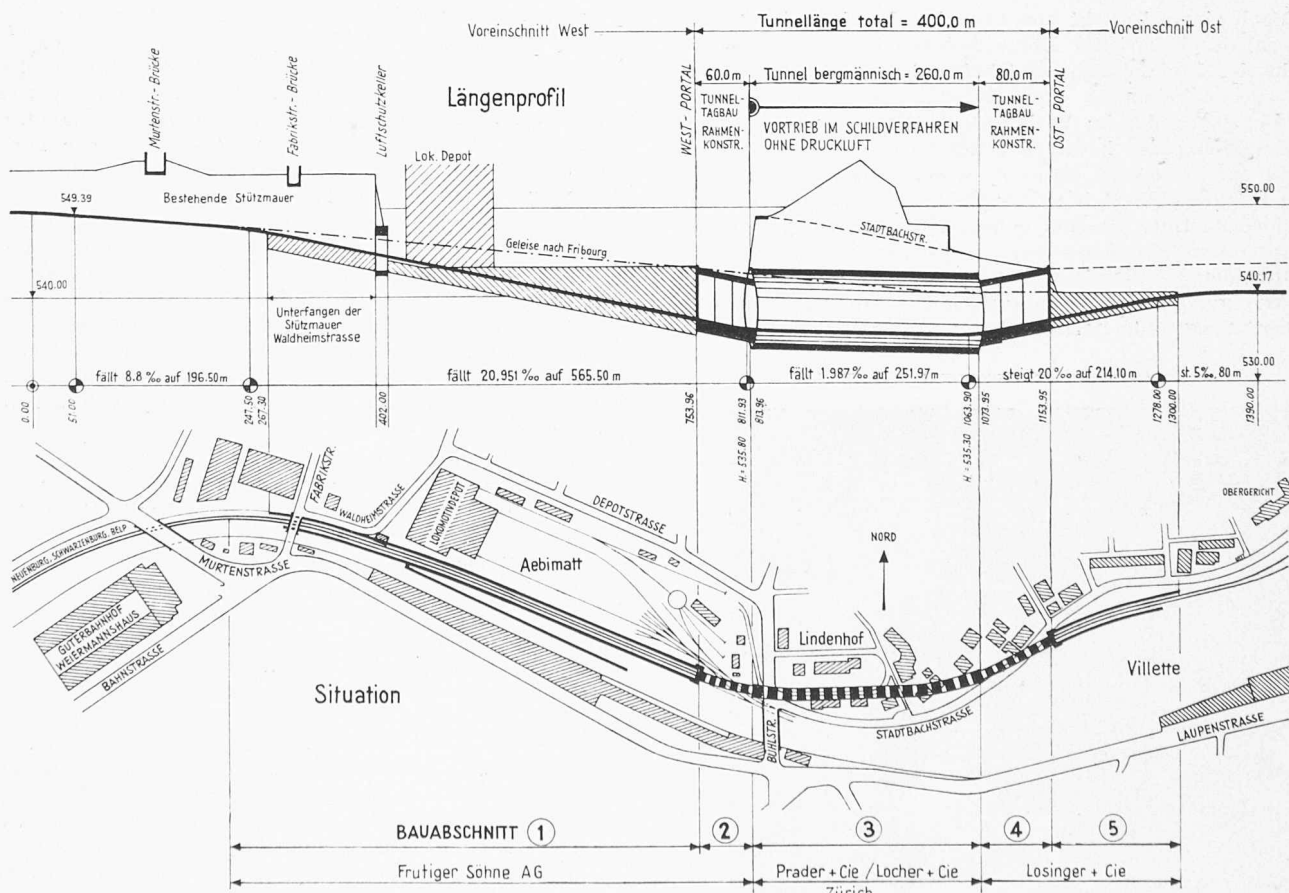 Voreinschnitt West
Tunnellänge total = 400.0 m
Voreinschnitt Ost
Murtenstr.-Brücke
Fabrikstr.-Brücke
Luftschutzkeller
Längenprofil
WEST-PORTAL
60.0 m
Tunnel bergmännisch = 260.0 m
80.0 m
OST-PORTAL
TUNNEL-
TAGBAU
RAHMEN-
KONSTR.
VORTRIEB IM SCHILDVERFAHREN
OHNE DRUCKLUFT
TUNNEL-
TAGBAU
RAHMEN-
KONSTR.
Lok. Depot
549.39
Bestehende Stützmauer
550.00
STADTBACHSTR.
Geleise nach Fribourg
540.00
540.17
Unterfangen der
Stützmauer
Waldheimstrasse
530.00
fällt 8.8 ‰ auf 196.50 m
fällt 20.951 ‰ auf 565.50 m
fällt 1.987 ‰ auf 251.97 m
steigt 20 ‰ auf 214.10 m
st. 5‰, 80 m
0.00
51.00
247.50
267.30
402.00
753.96
H = 535.80
811.93
813.96
H = 535.30
1063.90
1073.95
1153.95
1278.00
1300.00
1390.00
FABRIKSTR.
WALDHEIMSTRASSE
LOKOMOTIVDEPOT
DEPOTSTRASSE
OBERGERICHT
NEUENBURG, SCHWARZENBURG, BELP
MURTENSTRASSE
Aebimatt
NORD
GÜTERBAHNHOF
WEIERMANNSHAUS
BAHNSTRASSE
Lindenhof
Situation
Villette
BÜHLSTR.
STADTBACHSTRASSE
LAUPENSTRASSE
BAUABSCHNITT 1
2
3
4
5
Frutiger Söhne AG
Prader + Cie / Locher + Cie
Zürich
Losinger + Cie